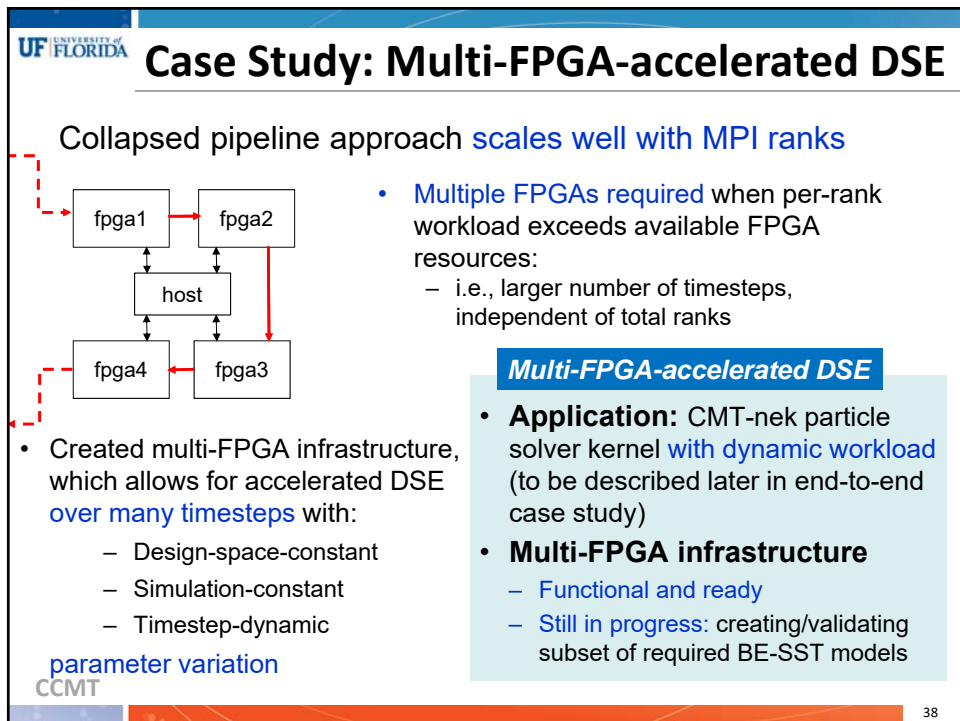 UF UNIVERSITY of FLORIDA
Case Study: Multi-FPGA-accelerated DSE
Collapsed pipeline approach scales well with MPI ranks
fpga1
fpga2
host
fpga4
fpga3
• Multiple FPGAs required when per-rank
workload exceeds available FPGA
resources:
– i.e., larger number of timesteps,
independent of total ranks
• Created multi-FPGA infrastructure,
which allows for accelerated DSE
over many timesteps with:
– Design-space-constant
– Simulation-constant
– Timestep-dynamic
parameter variation
Multi-FPGA-accelerated DSE
• Application: CMT-nek particle
solver kernel with dynamic workload
(to be described later in end-to-end
case study)
• Multi-FPGA infrastructure
– Functional and ready
– Still in progress: creating/validating
subset of required BE-SST models
CCMT
38